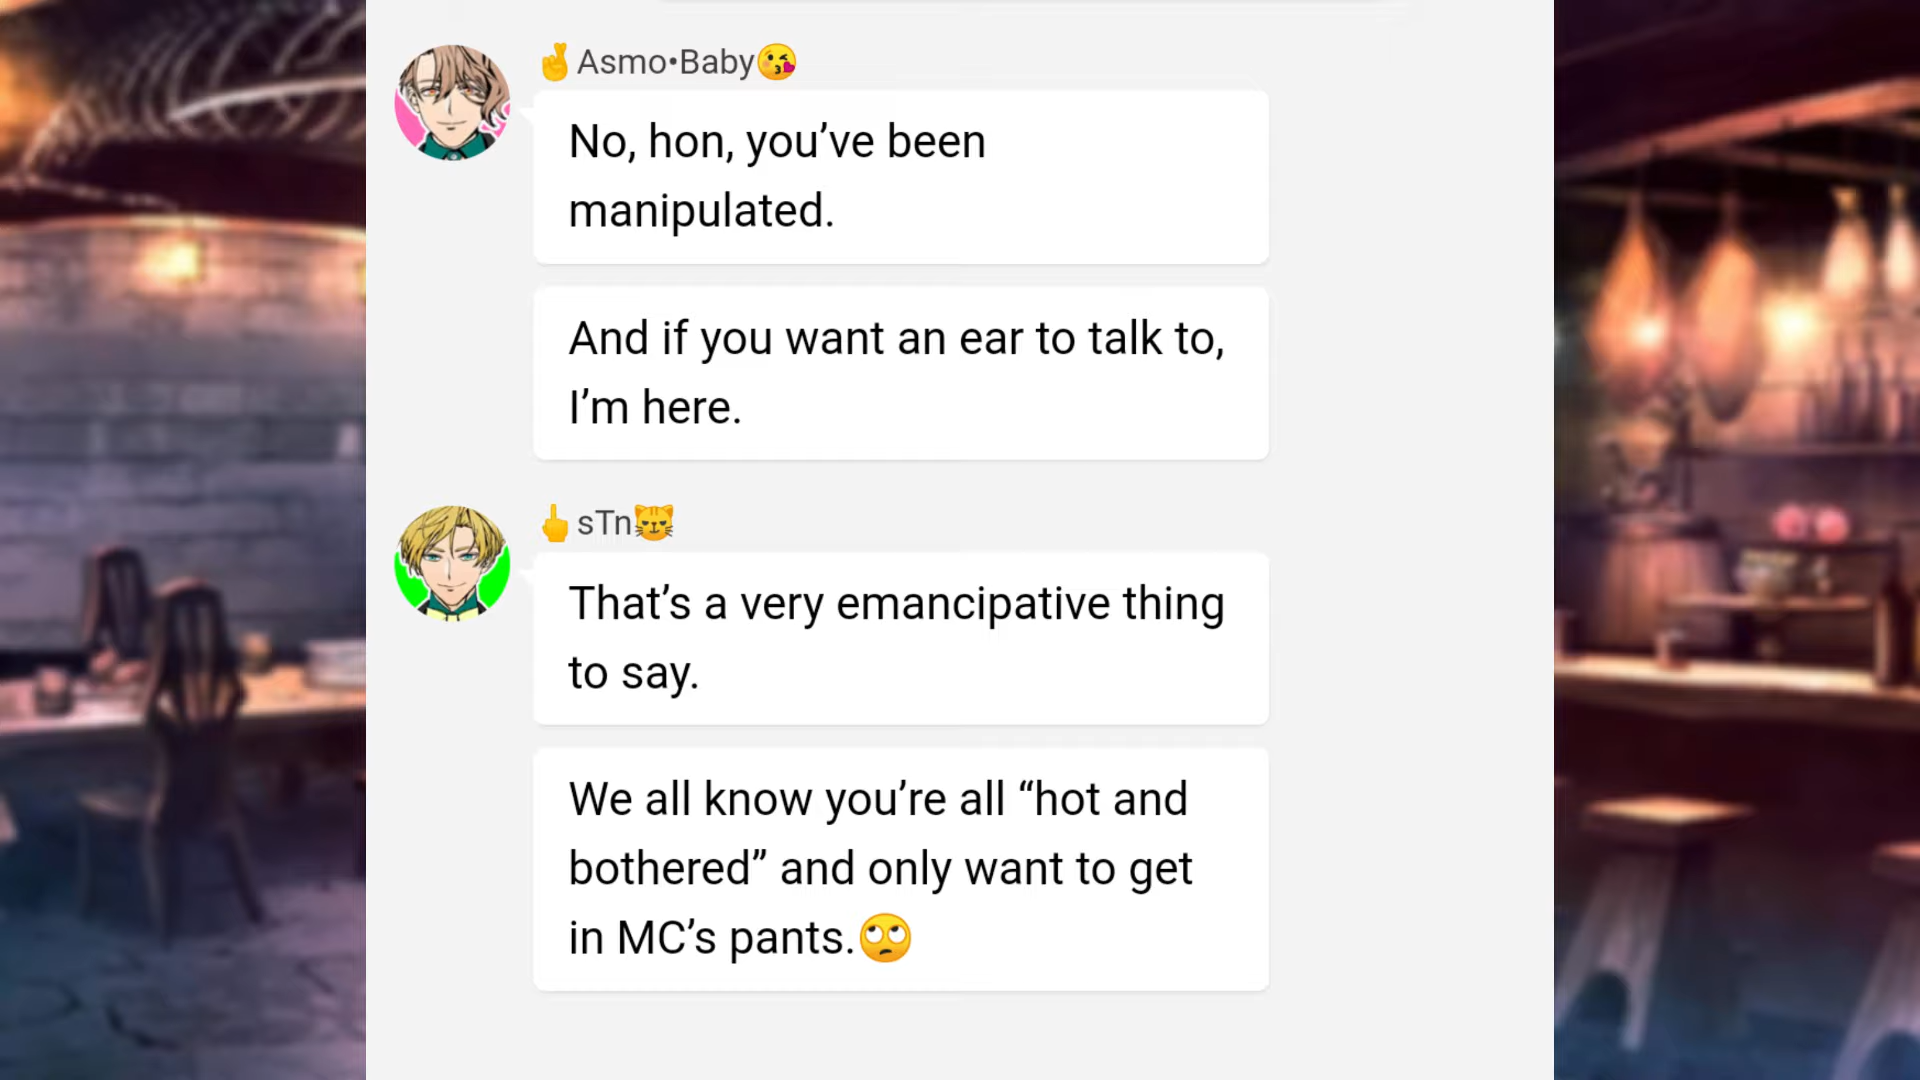 🤞Asmo•Baby😘
No, hon, you’ve been
manipulated.
And if you want an ear to talk to,
I’m here.
🖕sTn😼
That’s a very emancipative thing
to say.
We all know you’re all “hot and
bothered” and only want to get
in MC’s pants.🙄